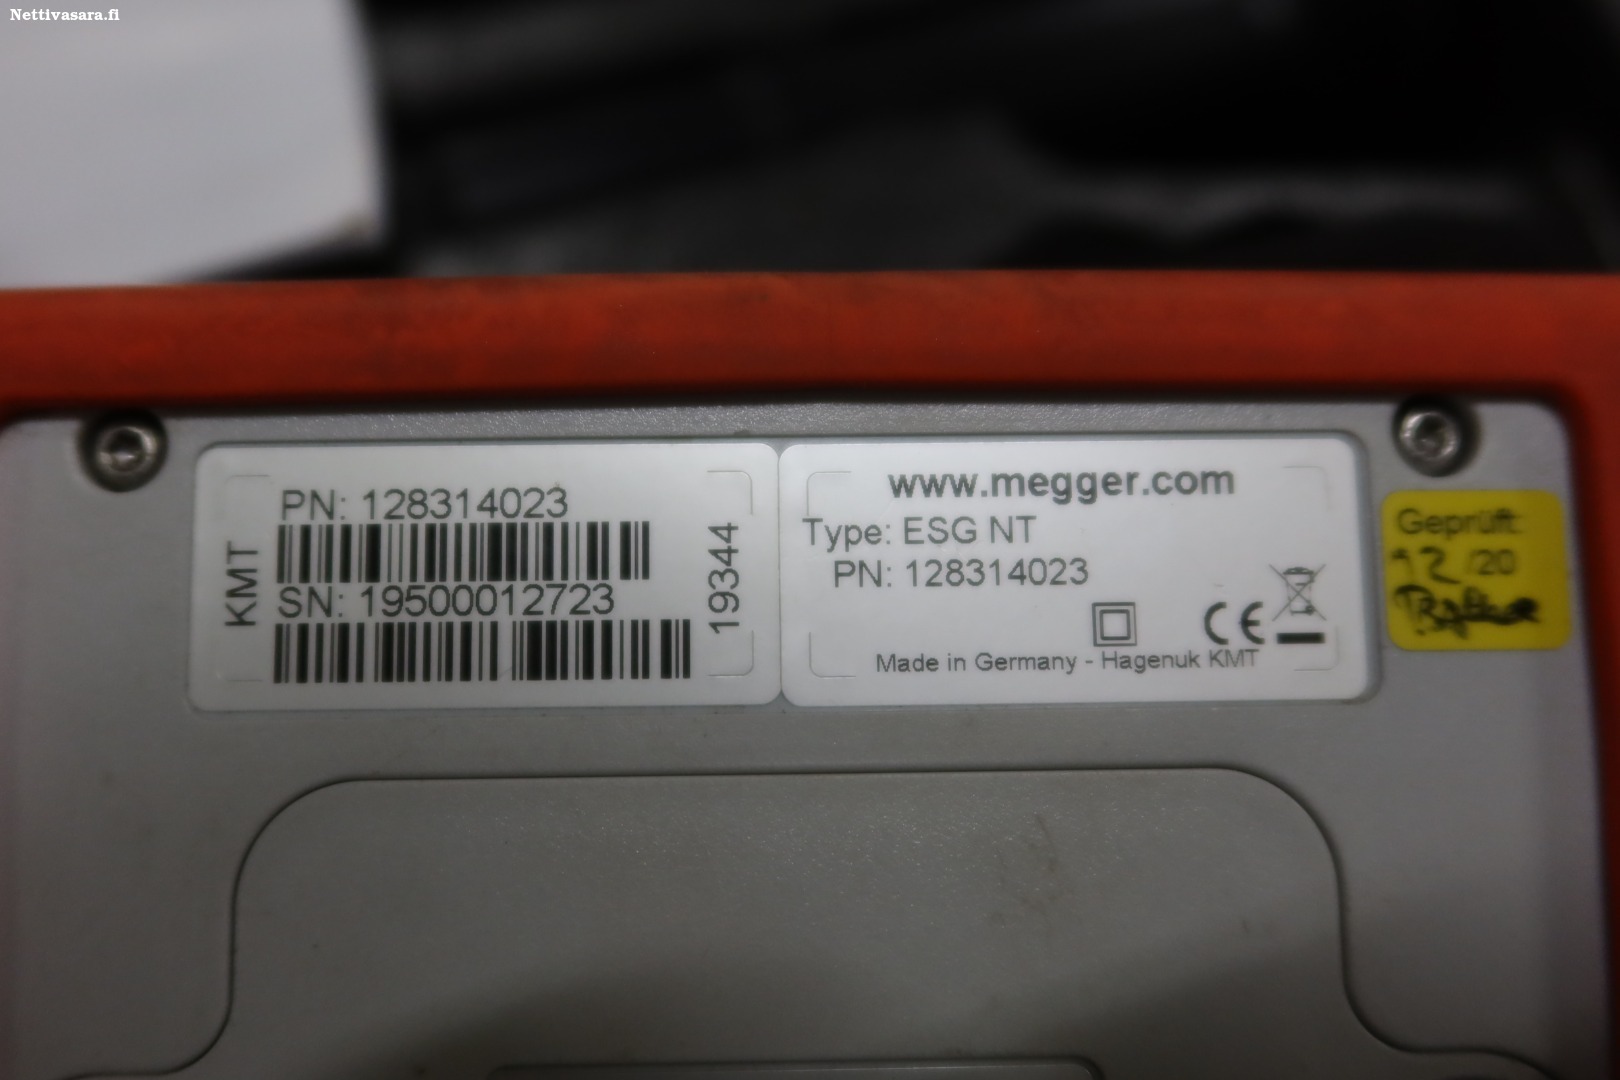 Nettivasara.fi
PN: 128314023
KMT
SN: 19500012723
19344
www.megger.com
Type: ESG NT
PN: 128314023
CE
Made in Germany - Hagenuk KMT
Geprüft:
12/20